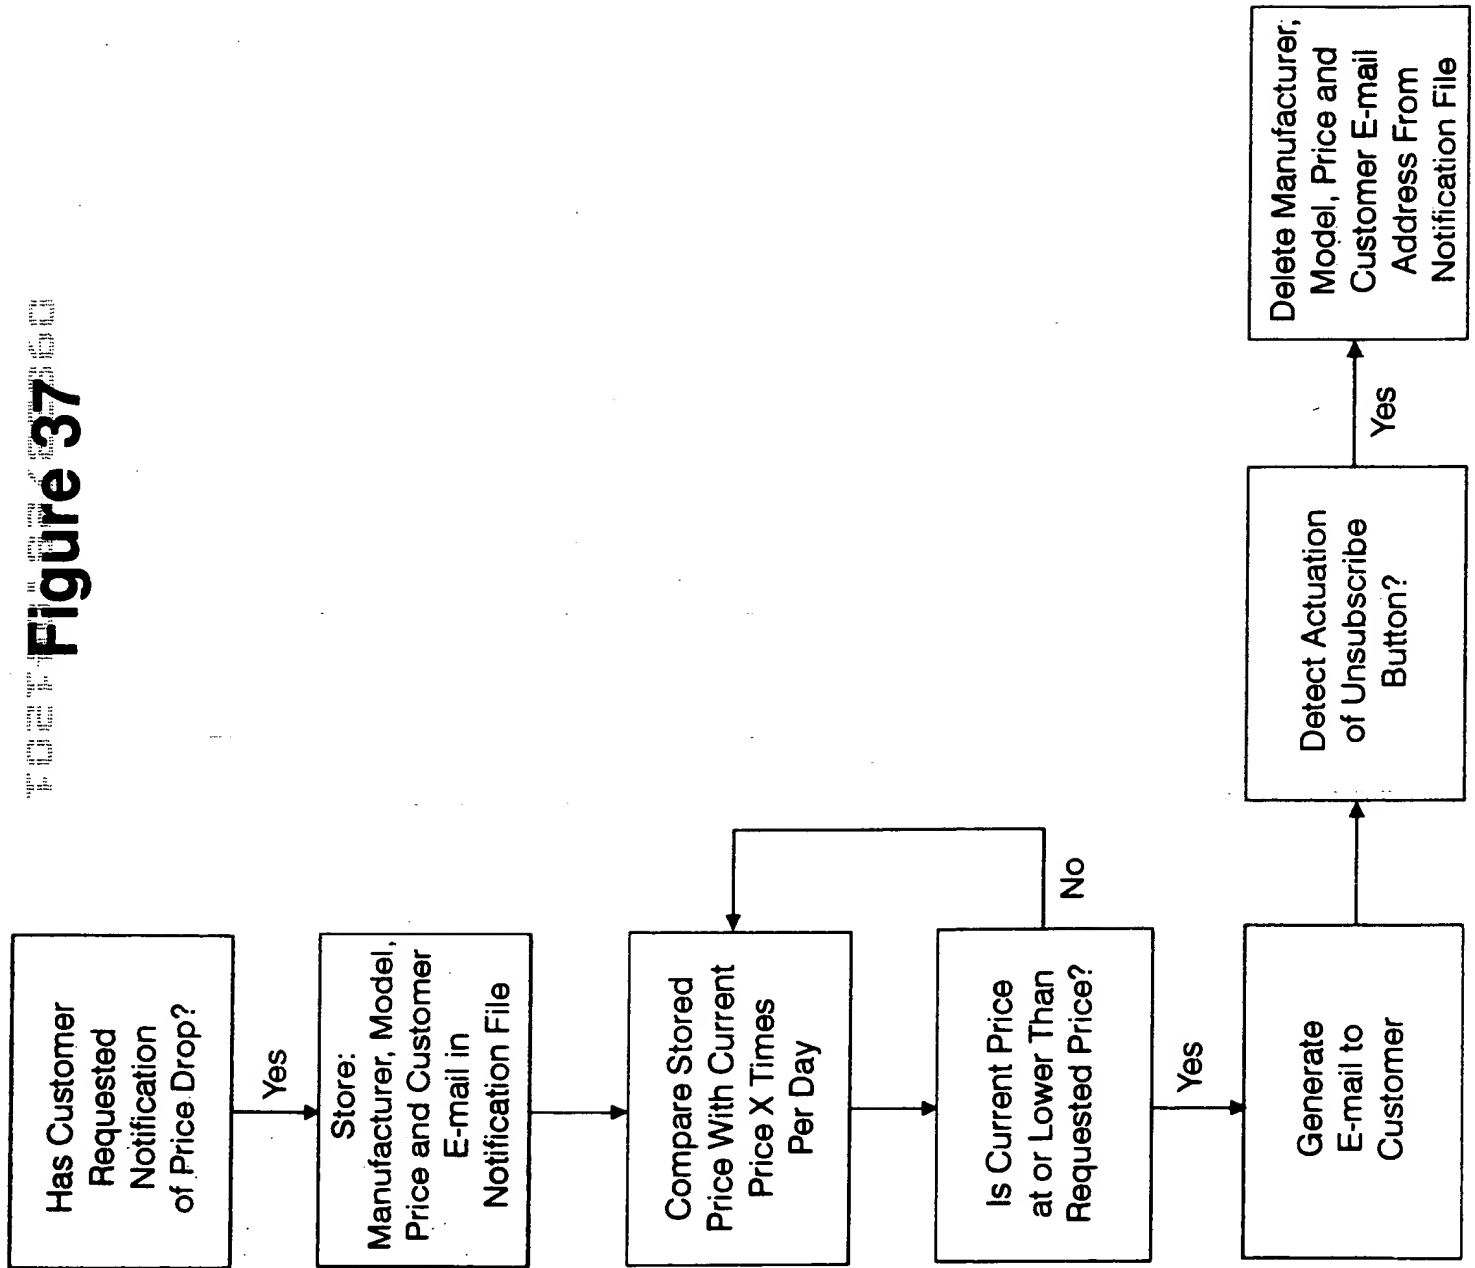 Figure 37
Has Customer
Requested
Notification
of Price Drop?
Yes
Store:
Manufacturer, Model,
Price and Customer
E-mail in
Notification File
Compare Stored
Price With Current
Price X Times
Per Day
Is Current Price
at or Lower Than
Requested Price?
No
Yes
Generate
E-mail to
Customer
Detect Actuation
of Unsubscribe
Button?
Yes
Delete Manufacturer,
Model, Price and
Customer E-mail
Address From
Notification File